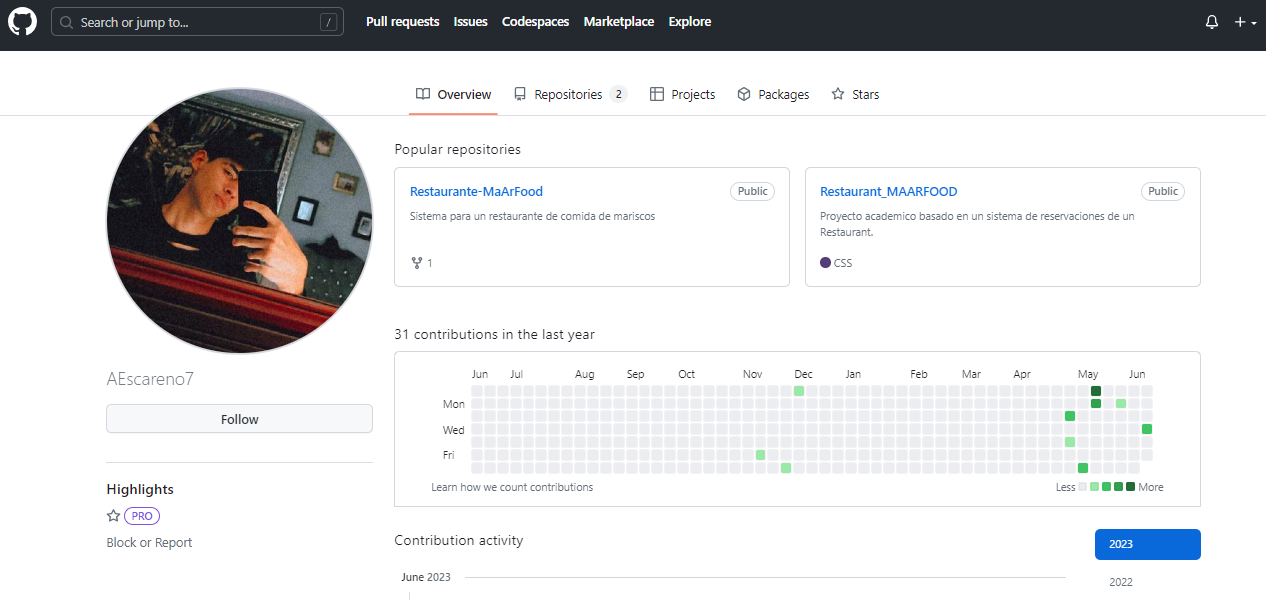 Search or jump to... /
Pull requests Issues Codespaces Marketplace Explore
Overview Repositories 2 Projects Packages Stars
AEscareno7
Follow
Highlights
PRO
Block or Report
Popular repositories
Restaurante-MaArFood Public
Sistema para un restaurante de comida de mariscos
1
Restaurant_MAARFOOD Public
Proyecto academico basado en un sistema de reservaciones de un
Restaurant.
CSS
31 contributions in the last year
Jun Jul Aug Sep Oct Nov Dec Jan Feb Mar Apr May Jun
Mon
Wed
Fri
Learn how we count contributions Less More
Contribution activity
2023
2022
June 2023